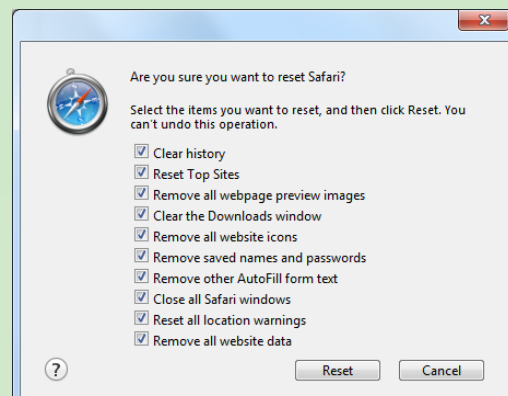 Are you sure you want to reset Safari?
Select the items you want to reset, and then click Reset. You
can't undo this operation.
Clear history
Reset Top Sites
Remove all webpage preview images
Clear the Downloads window
Remove all website icons
Remove saved names and passwords
Remove other AutoFill form text
Close all Safari windows
Reset all location warnings
Remove all website data
? Reset Cancel